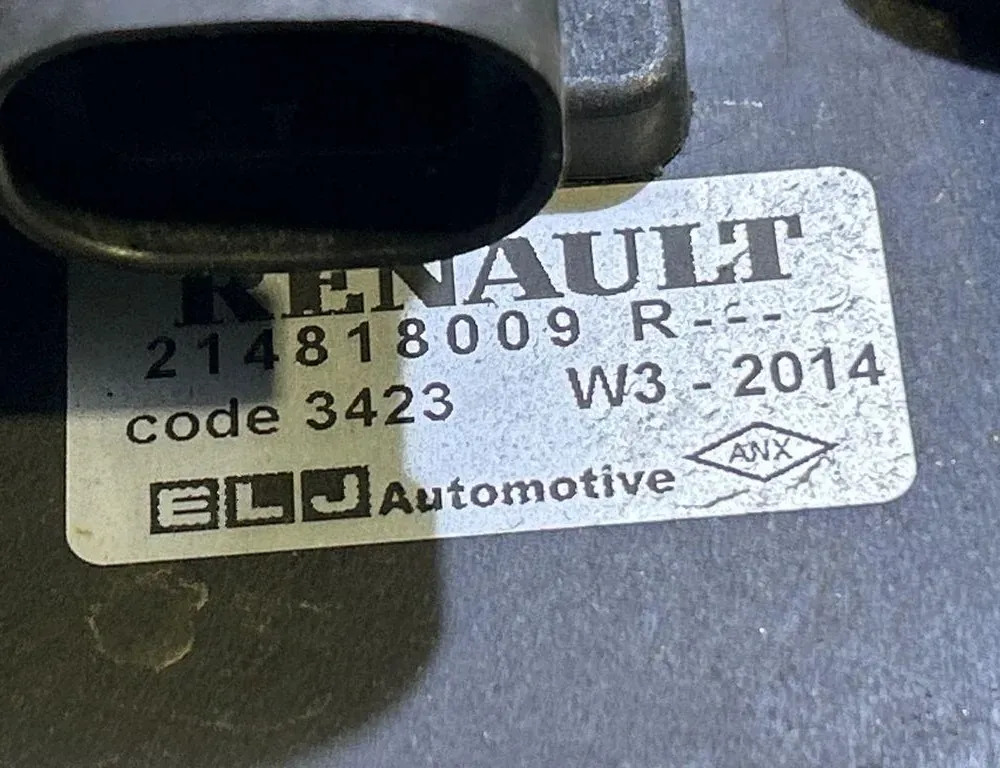 RENAULT
214818009 R---
code 3423 W3 - 2014
ELJ Automotive ANX